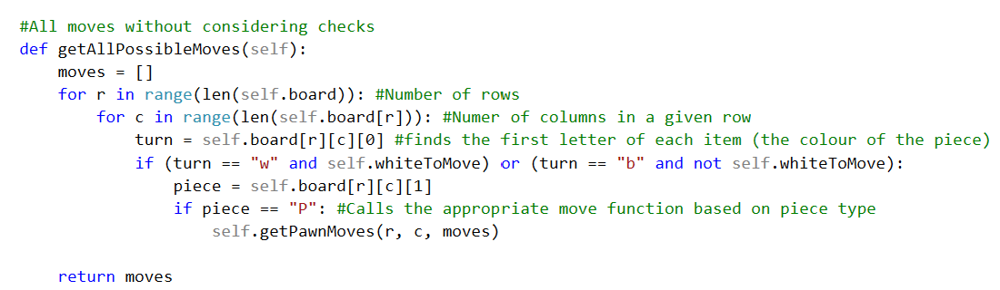 #All moves without considering checks
def getAllPossibleMoves(self):
    moves = []
    for r in range(len(self.board)): #Number of rows
        for c in range(len(self.board[r])): #Numer of columns in a given row
            turn = self.board[r][c][0] #finds the first letter of each item (the colour of the piece)
            if (turn == "w" and self.whiteToMove) or (turn == "b" and not self.whiteToMove):
                piece = self.board[r][c][1]
                if piece == "P": #Calls the appropriate move function based on piece type
                    self.getPawnMoves(r, c, moves)
    return moves